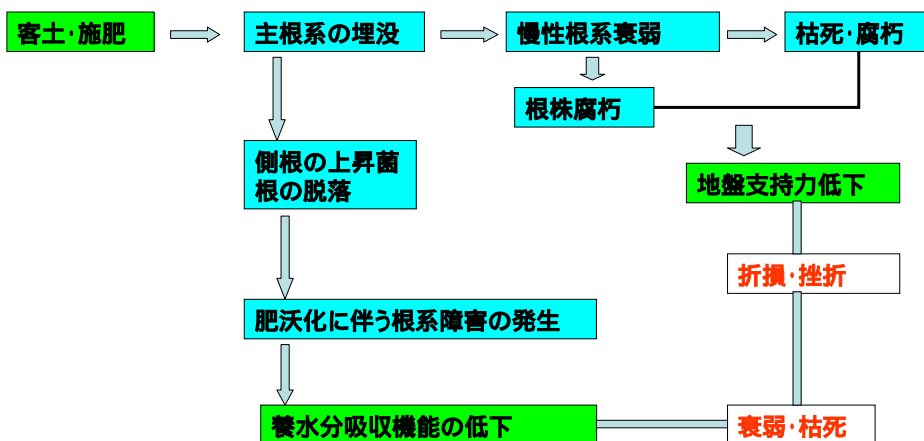 客土･施肥
主根系の埋没
慢性根系衰弱
枯死･腐朽
根株腐朽
側根の上昇菌
根の脱落
地盤支持力低下
折損･挫折
肥沃化に伴う根系障害の発生
養水分吸収機能の低下
衰弱･枯死